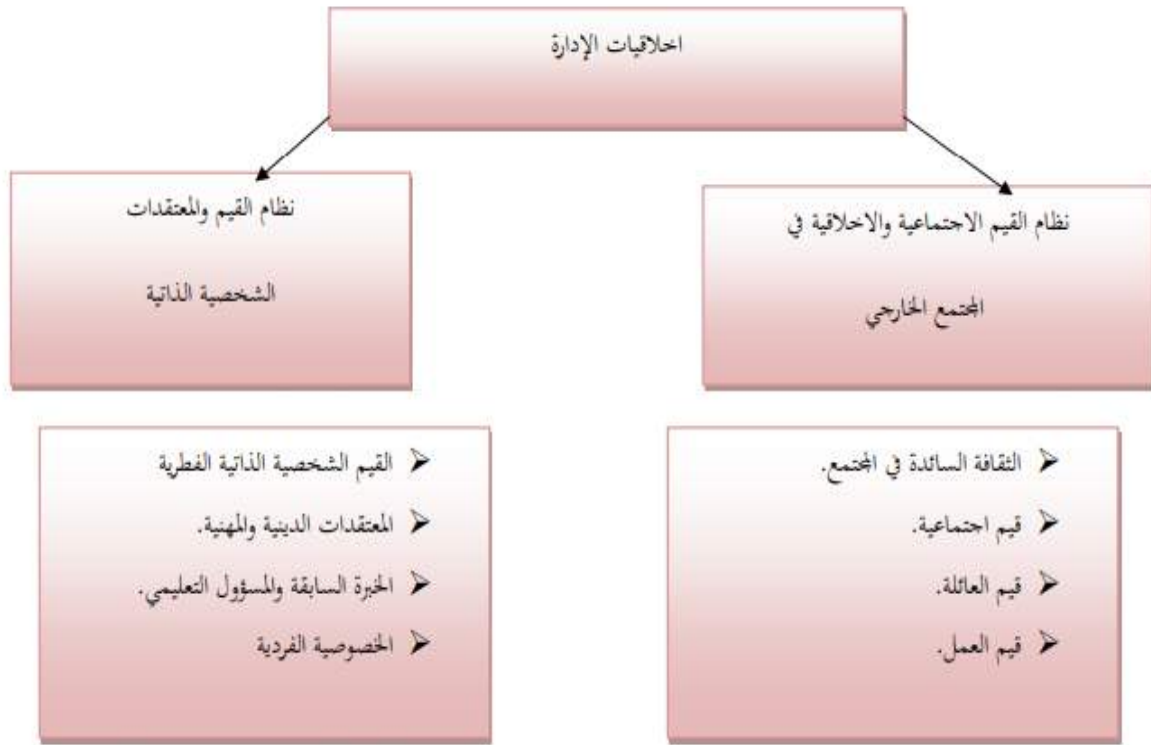 اخلاقيات الإدارة
نظام القيم الاجتماعية والاخلاقية في
المجتمع الخارجي
نظام القيم والمعتقدات
الشخصية الذاتية
⮞ الثقافة السائدة في المجتمع.
⮞ قيم اجتماعية.
⮞ قيم العائلة.
⮞ قيم العمل.
⮞ القيم الشخصية الذاتية الفطرية
⮞ المعتقدات الدينية والمهنية.
⮞ الخبرة السابقة والمسؤول التعليمي.
⮞ الخصوصية الفردية